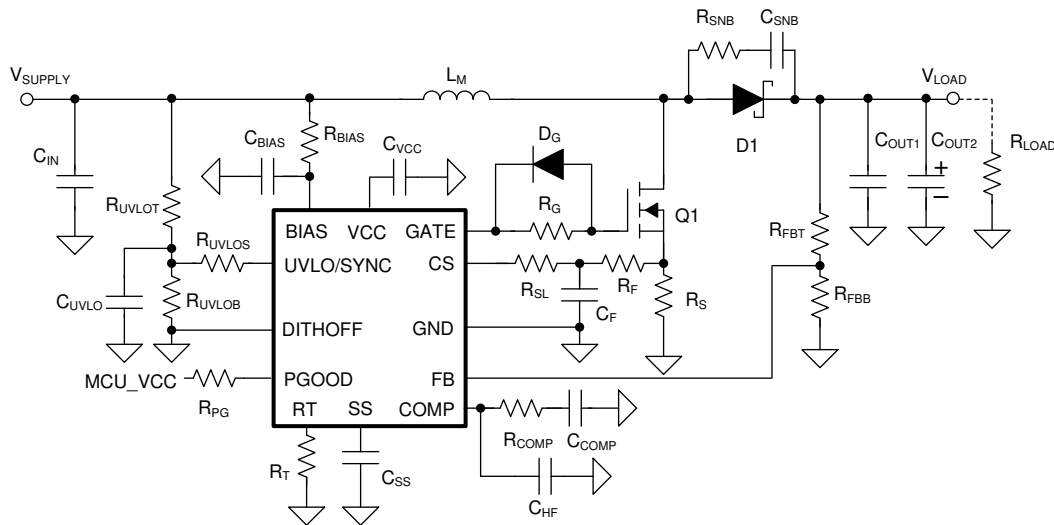 RSNB
CSNB
VSUPPLY
LM
VLOAD
RBIAS
CBIAS
CVCC
DG
D1
COUT1
COUT2
RLOAD
CIN
RUVLOT
RG
Q1
+
–
BIAS
VCC
GATE
RUVLOS
UVLO/SYNC
CS
RFBT
RSL
RF
RS
CUVLO
RUVLOB
CF
RFBB
DITHOFF
GND
MCU_VCC
PGOOD
FB
RPG
RT
SS
COMP
RCOMP
CCOMP
RT
CSS
CHF